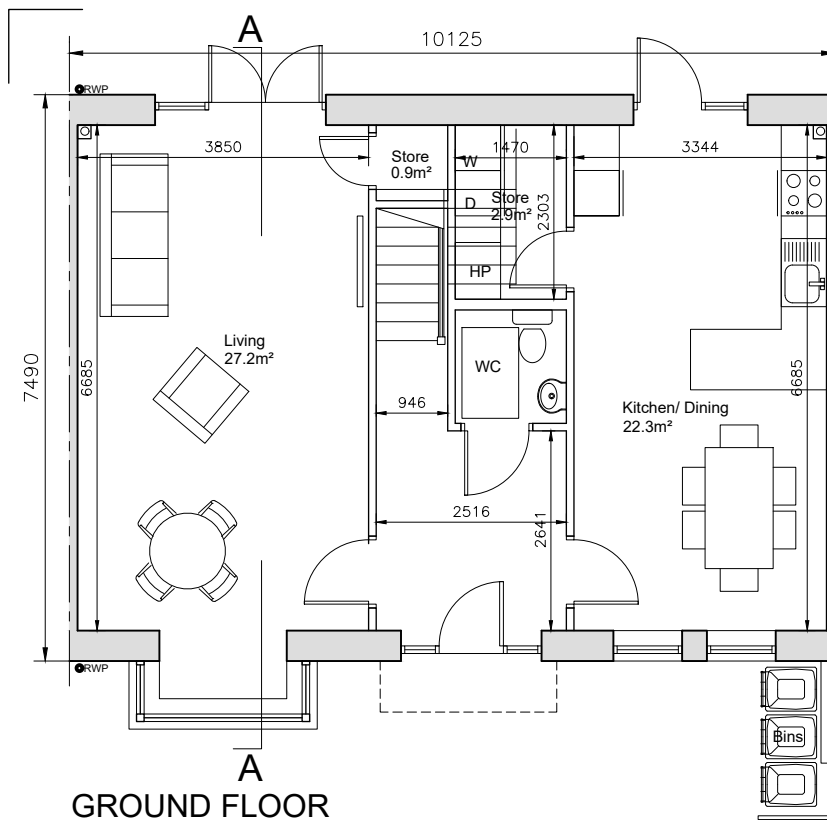 A
10125
RWP
3850
Store
0.9m²
W
1470
3344
D
Store
2.9m²
2303
HP
7490
6685
Living
27.2m²
WC
6685
946
Kitchen/ Dining
22.3m²
2516
2641
RWP
Bins
A
GROUND FLOOR